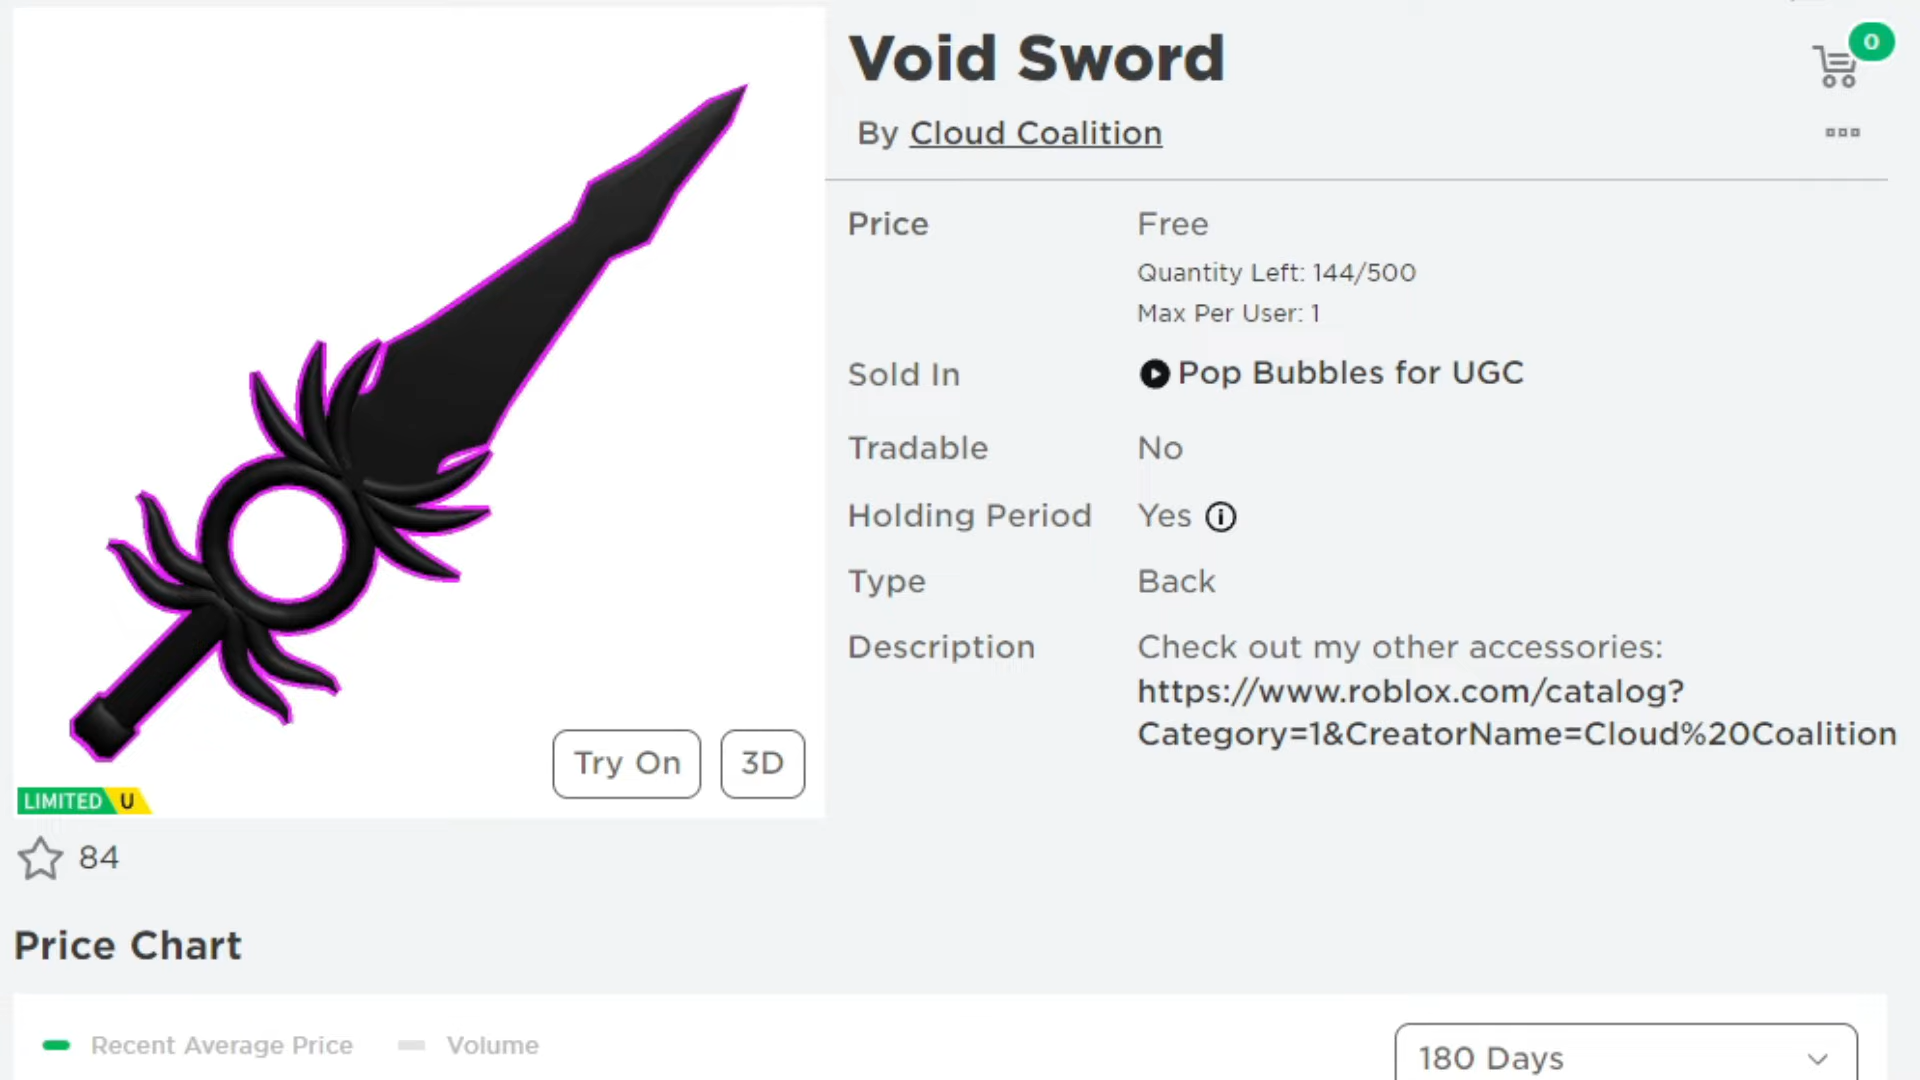 Void Sword
0
By Cloud Coalition
Price
Free
Quantity Left: 144/500
Max Per User: 1
Sold In
Pop Bubbles for UGC
Tradable
No
Holding Period
Yes
Type
Back
Description
Check out my other accessories:
https://www.roblox.com/catalog?
Category=1&CreatorName=Cloud%20Coalition
Try On
3D
LIMITED U
84
Price Chart
Recent Average Price
Volume
180 Days